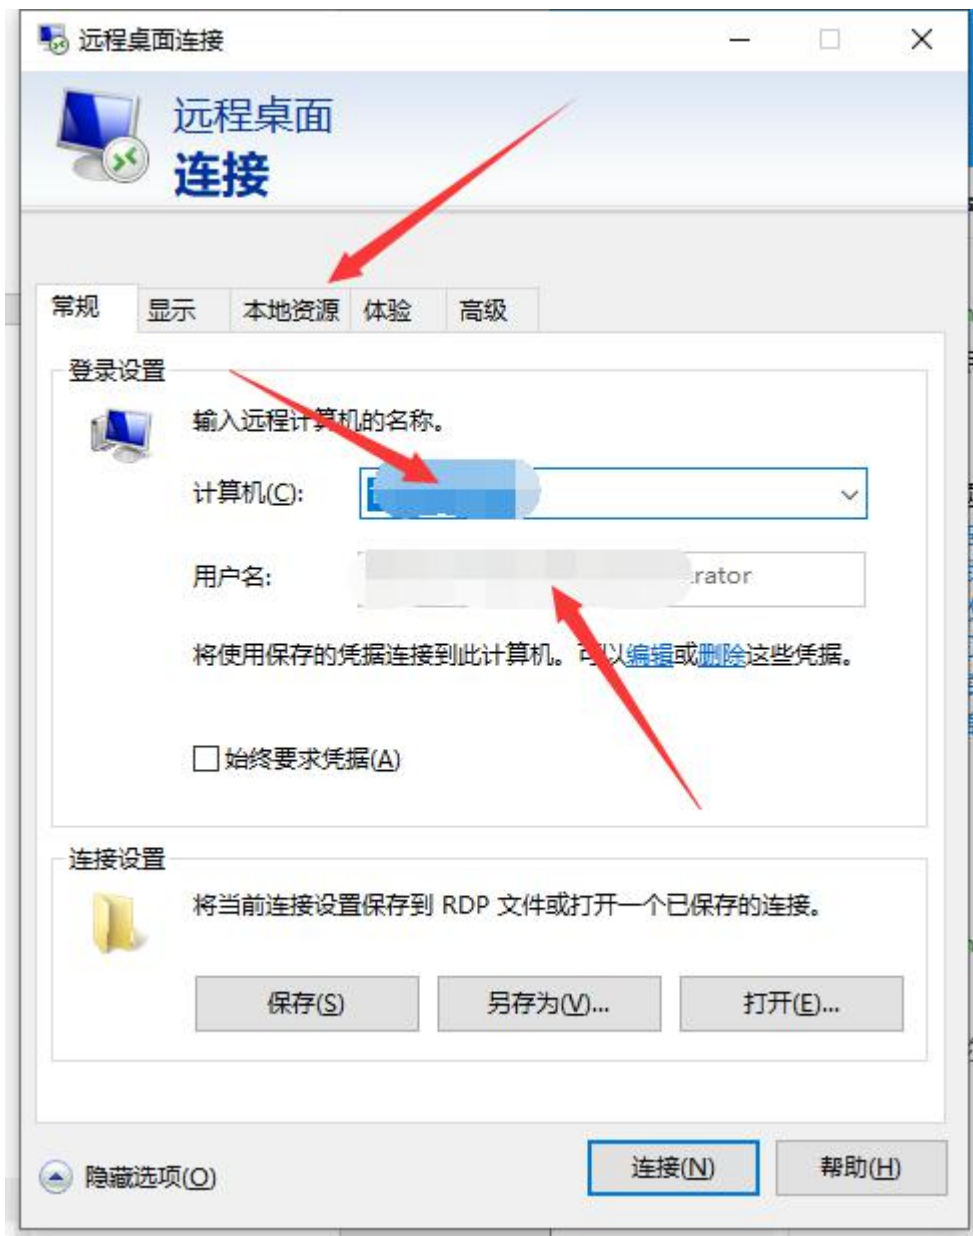 远程桌面连接
远程桌面
连接
常规 显示 本地资源 体验 高级
登录设置
输入远程计算机的名称。
计算机(C):
用户名: rator
将使用保存的凭据连接到此计算机。可以编辑或删除这些凭据。
始终要求凭据(A)
连接设置
将当前连接设置保存到 RDP 文件或打开一个已保存的连接。
保存(S) 另存为(V)... 打开(E)...
隐藏选项(O) 连接(N) 帮助(H)